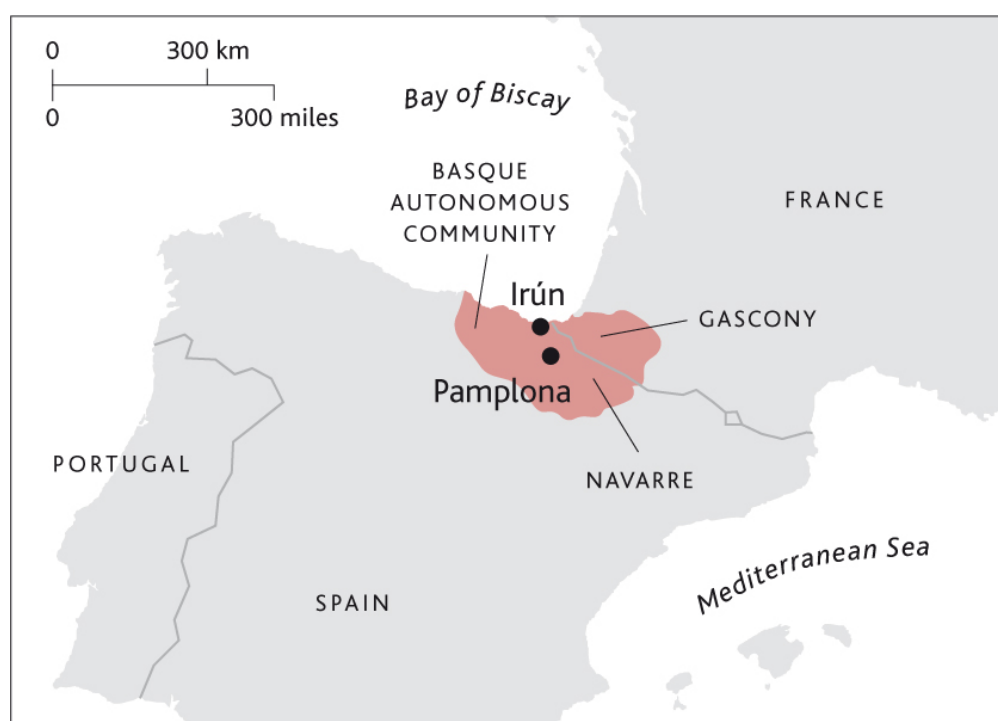 0 300 km
0 300 miles
Bay of Biscay
BASQUE
AUTONOMOUS
COMMUNITY
FRANCE
Irún
GASCONY
Pamplona
PORTUGAL
NAVARRE
Mediterranean Sea
SPAIN